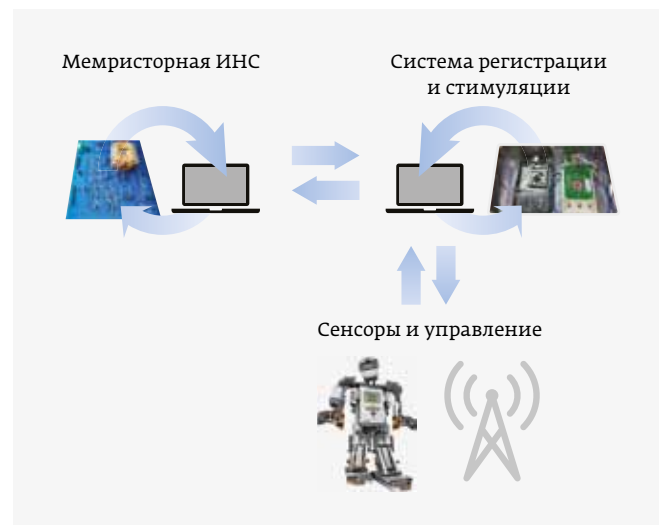 Мемристорная ИНС
Система регистрации
и стимуляции
Сенсоры и управление